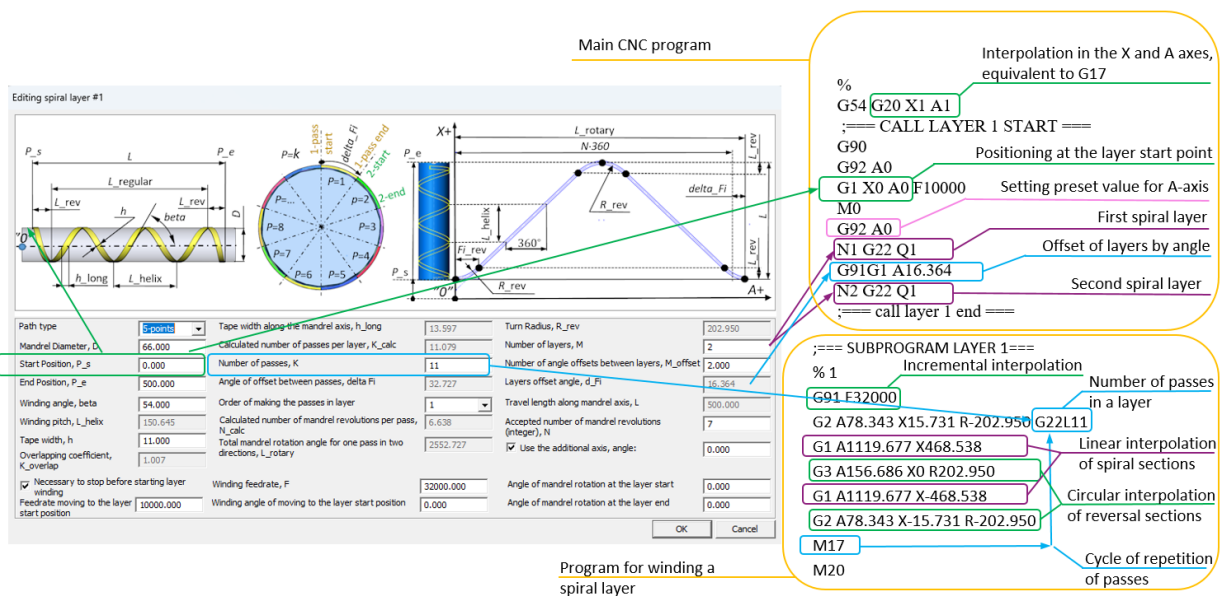 Main CNC program
Interpolation in the X and A axes,
equivalent to G17
%
G54 G20 X1 A1
;=== CALL LAYER 1 START ===
G90
Positioning at the layer start point
G92 A0
G1 X0 A0 F10000
Setting preset value for A-axis
M0
G92 A0
First spiral layer
N1 G22 Q1
Offset of layers by angle
G91G1 A16.364
Second spiral layer
N2 G22 Q1
;=== call layer 1 end ===
Editing spiral layer #1
P_s
L
P_e
L_regular
L_rev
h
beta
L_rev
D
"0"
h_long
L_helix
P=k
1-pass
start
delta_Fi
1-pass end
2-start
2-end
P=1
p=2
P=3
P=4
P=5
P=6
P=7
P=8
P=..
X+
P_e
P_s
L_rotary
N·360
L_rev
delta_Fi
R_rev
L
L_helix
360°
Fi_rev
L_rev
R_rev
"0"
A+
Path type
5-points
Tape width along the mandrel axis, h_long
13.597
Turn Radius, R_rev
202.950
Mandrel Diameter, D
66.000
Calculated number of passes per layer, K_calc
11.079
Number of layers, M
2
Start Position, P_s
0.000
Number of passes, K
11
Number of angle offsets between layers, M_offset
2.000
End Position, P_e
500.000
Angle of offset between passes, delta Fi
32.727
Layers offset angle, d_Fi
16.364
Winding angle, beta
54.000
Order of making the passes in layer
1
Travel length along mandrel axis, L
500.000
Winding pitch, L_helix
150.645
Calculated number of mandrel revolutions per pass,
N_calc
6.638
Accepted number of mandrel revolutions
(integer), N
7
Tape width, h
11.000
Total mandrel rotation angle for one pass in two
directions, L_rotary
2552.727
Use the additional axis, angle:
0.000
Overlapping coefficient,
K_overlap
1.007
Necessary to stop before starting layer
winding
Winding feedrate, F
32000.000
Angle of mandrel rotation at the layer start
0.000
Feedrate moving to the layer
start position
10000.000
Winding angle of moving to the layer start position
0.000
Angle of mandrel rotation at the layer end
0.000
OK
Cancel
;=== SUBPROGRAM LAYER 1===
% 1
Incremental interpolation
G91 F32000
Number of passes
in a layer
G2 A78.343 X15.731 R-202.950 G22L11
G1 A1119.677 X468.538
Linear interpolation
of spiral sections
G3 A156.686 X0 R202.950
G1 A1119.677 X-468.538
Circular interpolation
of reversal sections
G2 A78.343 X-15.731 R-202.950
M17
Cycle of repetition
of passes
M20
Program for winding a
spiral layer